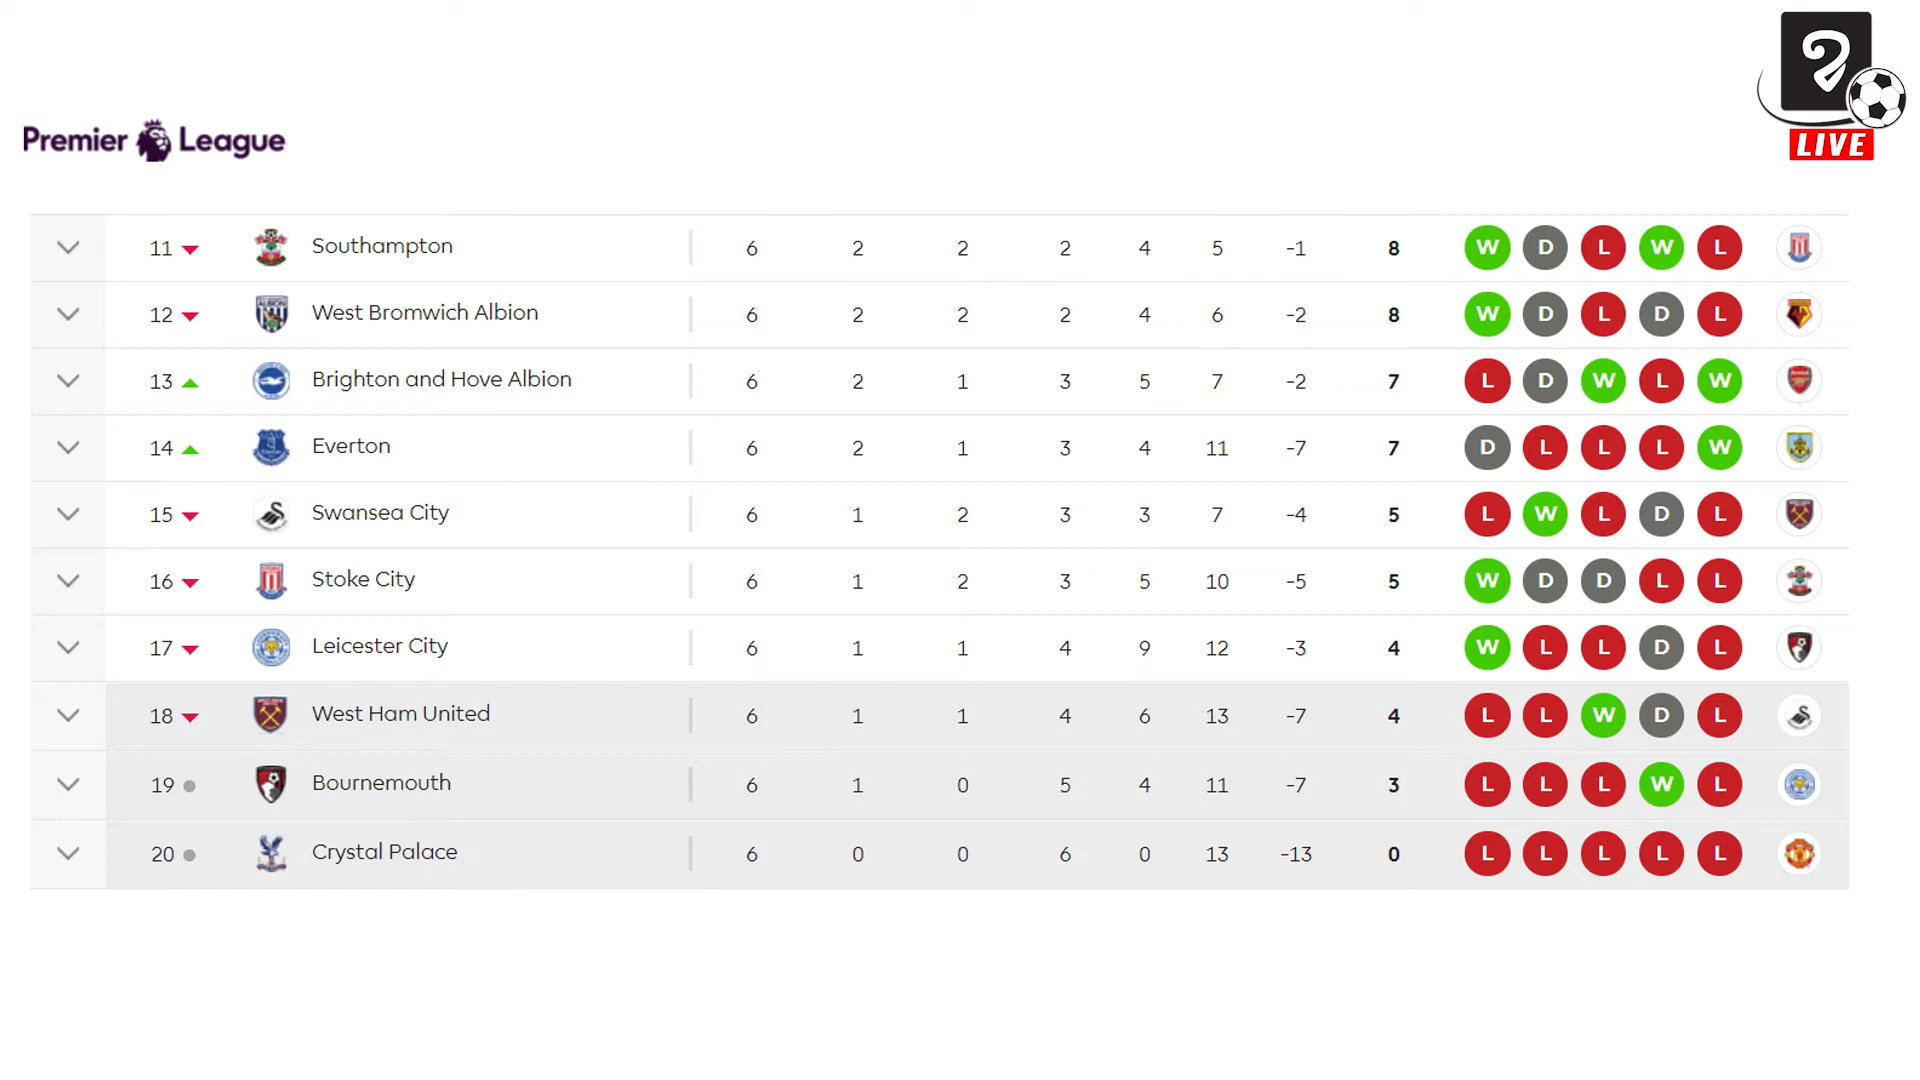 LIVE
Premier League
11 Southampton 6 2 2 2 4 5 -1 8 W D L W L
12 West Bromwich Albion 6 2 2 2 4 6 -2 8 W D L D L
13 Brighton and Hove Albion 6 2 1 3 5 7 -2 7 L D W L W
14 Everton 6 2 1 3 4 11 -7 7 D L L L W
15 Swansea City 6 1 2 3 3 7 -4 5 L W L D L
16 Stoke City 6 1 2 3 5 10 -5 5 W D D L L
17 Leicester City 6 1 1 4 9 12 -3 4 W L L D L
18 West Ham United 6 1 1 4 6 13 -7 4 L L W D L
19 Bournemouth 6 1 0 5 4 11 -7 3 L L L W L
20 Crystal Palace 6 0 0 6 0 13 -13 0 L L L L L